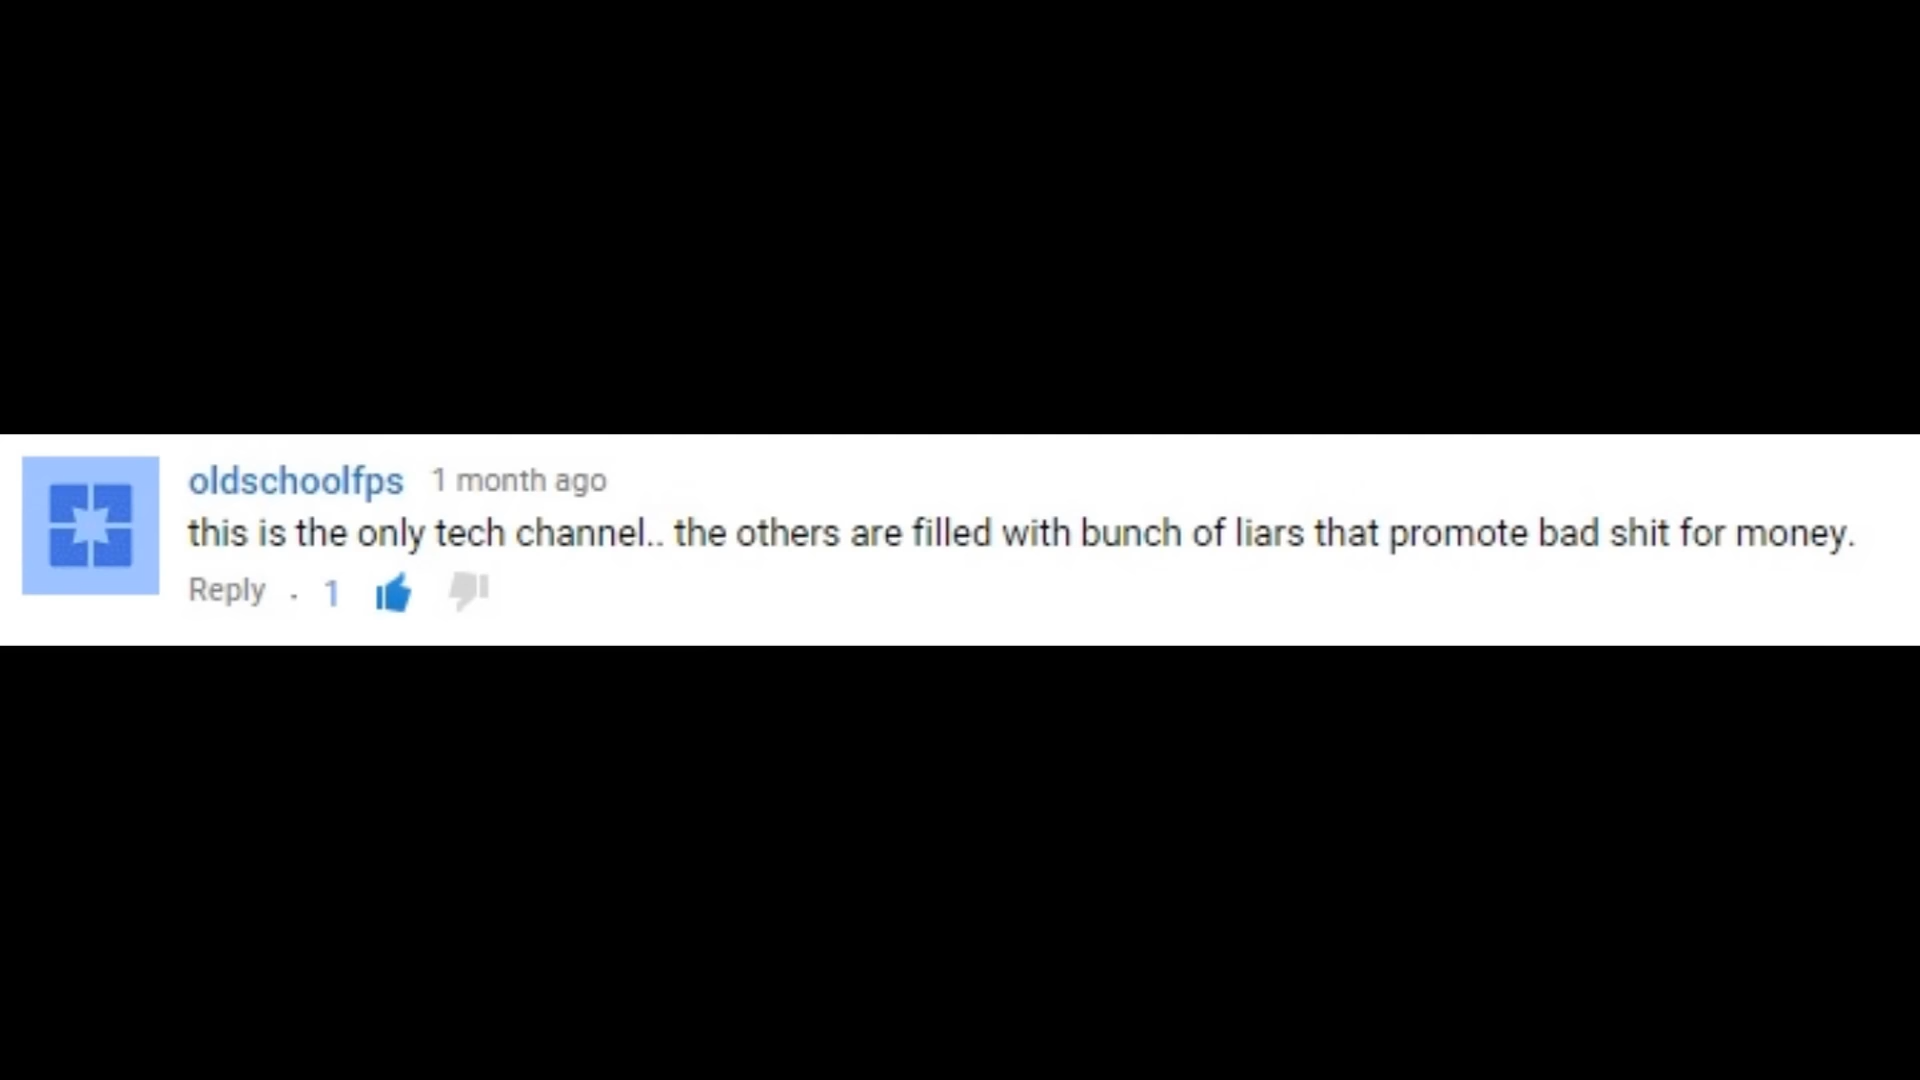 oldschoolfps 1 month ago
this is the only tech channel.. the others are filled with bunch of liars that promote bad shit for money.
Reply . 1